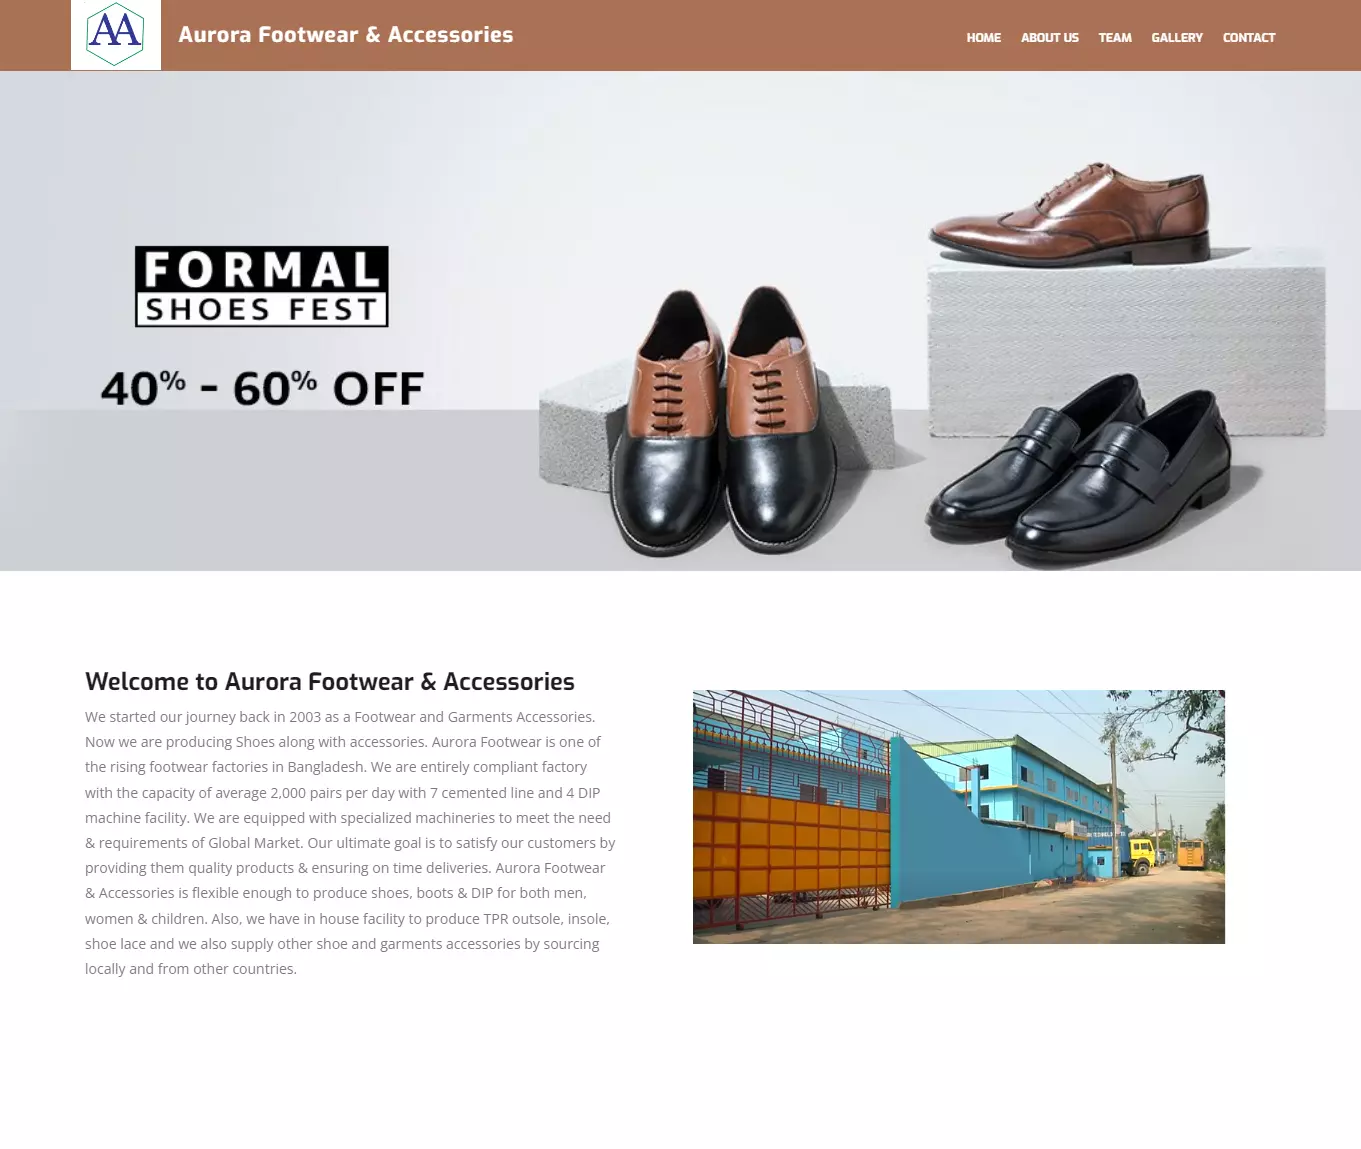 AA
Aurora Footwear & Accessories
HOME ABOUT US TEAM GALLERY CONTACT
FORMAL
SHOES FEST
40% - 60% OFF
Welcome to Aurora Footwear & Accessories
We started our journey back in 2003 as a Footwear and Garments Accessories.
Now we are producing Shoes along with accessories. Aurora Footwear is one of
the rising footwear factories in Bangladesh. We are entirely compliant factory
with the capacity of average 2,000 pairs per day with 7 cemented line and 4 DIP
machine facility. We are equipped with specialized machineries to meet the need
& requirements of Global Market. Our ultimate goal is to satisfy our customers by
providing them quality products & ensuring on time deliveries. Aurora Footwear
& Accessories is flexible enough to produce shoes, boots & DIP for both men,
women & children. Also, we have in house facility to produce TPR outsole, insole,
shoe lace and we also supply other shoe and garments accessories by sourcing
locally and from other countries.